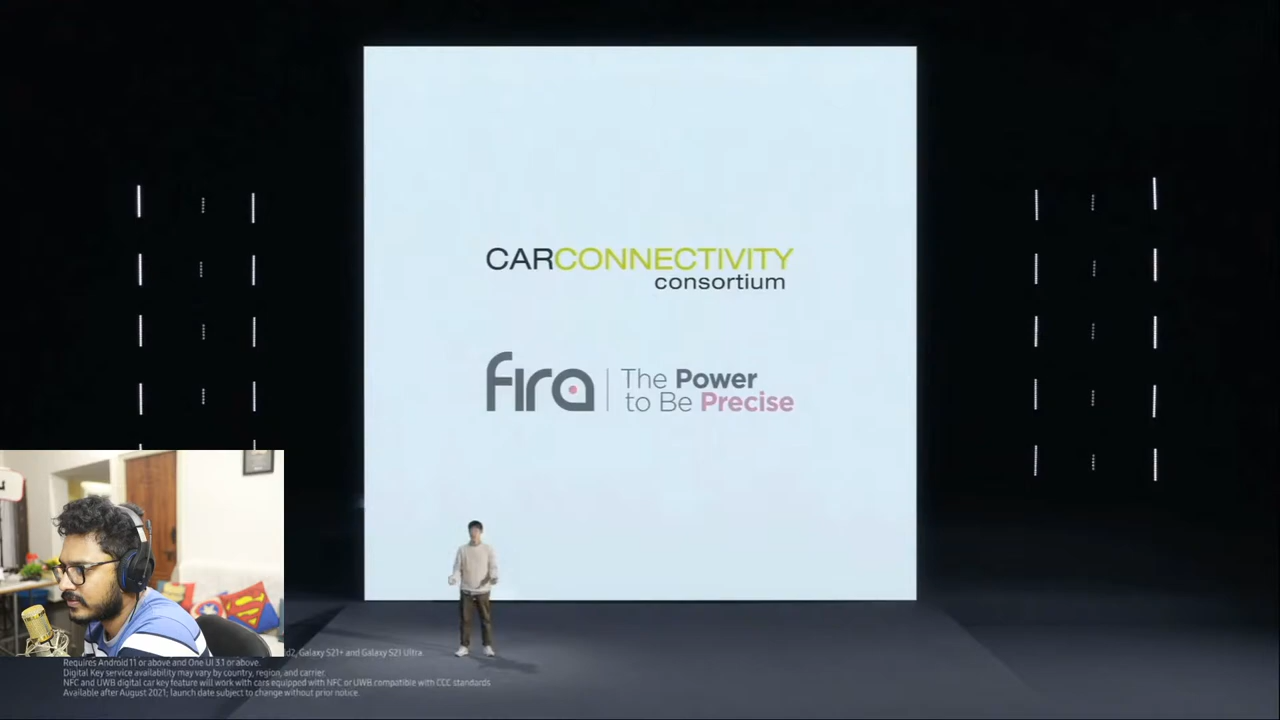 CARCONNECTIVITY
consortium
fira
The Power
to Be Precise
Galaxy S21+ and Galaxy S21 Ultra.
Requires Android 11 or above and One UI 3.1 or above.
Digital Key service availability may vary by country, region, and carrier.
NFC and UWB digital car key feature will work with cars equipped with NFC or UWB compatible with CCC standards
Available after August 2021; launch date subject to change without prior notice.